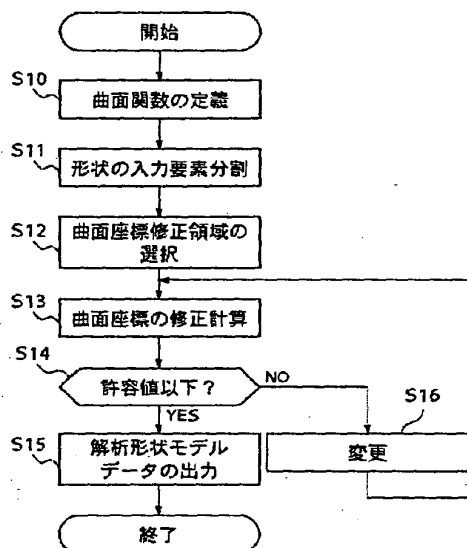 開始
S10
曲面関数の定義
S11
形状の入力要素分割
S12
曲面座標修正領域の
選択
S13
曲面座標の修正計算
S14
許容値以下?
NO
YES
S16
変更
S15
解析形状モデル
データの出力
終了